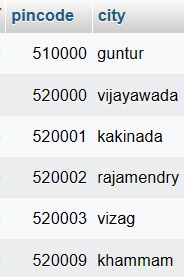 pincode city
510000 guntur
520000 vijayawada
520001 kakinada
520002 rajamendry
520003 vizag
520009 khammam